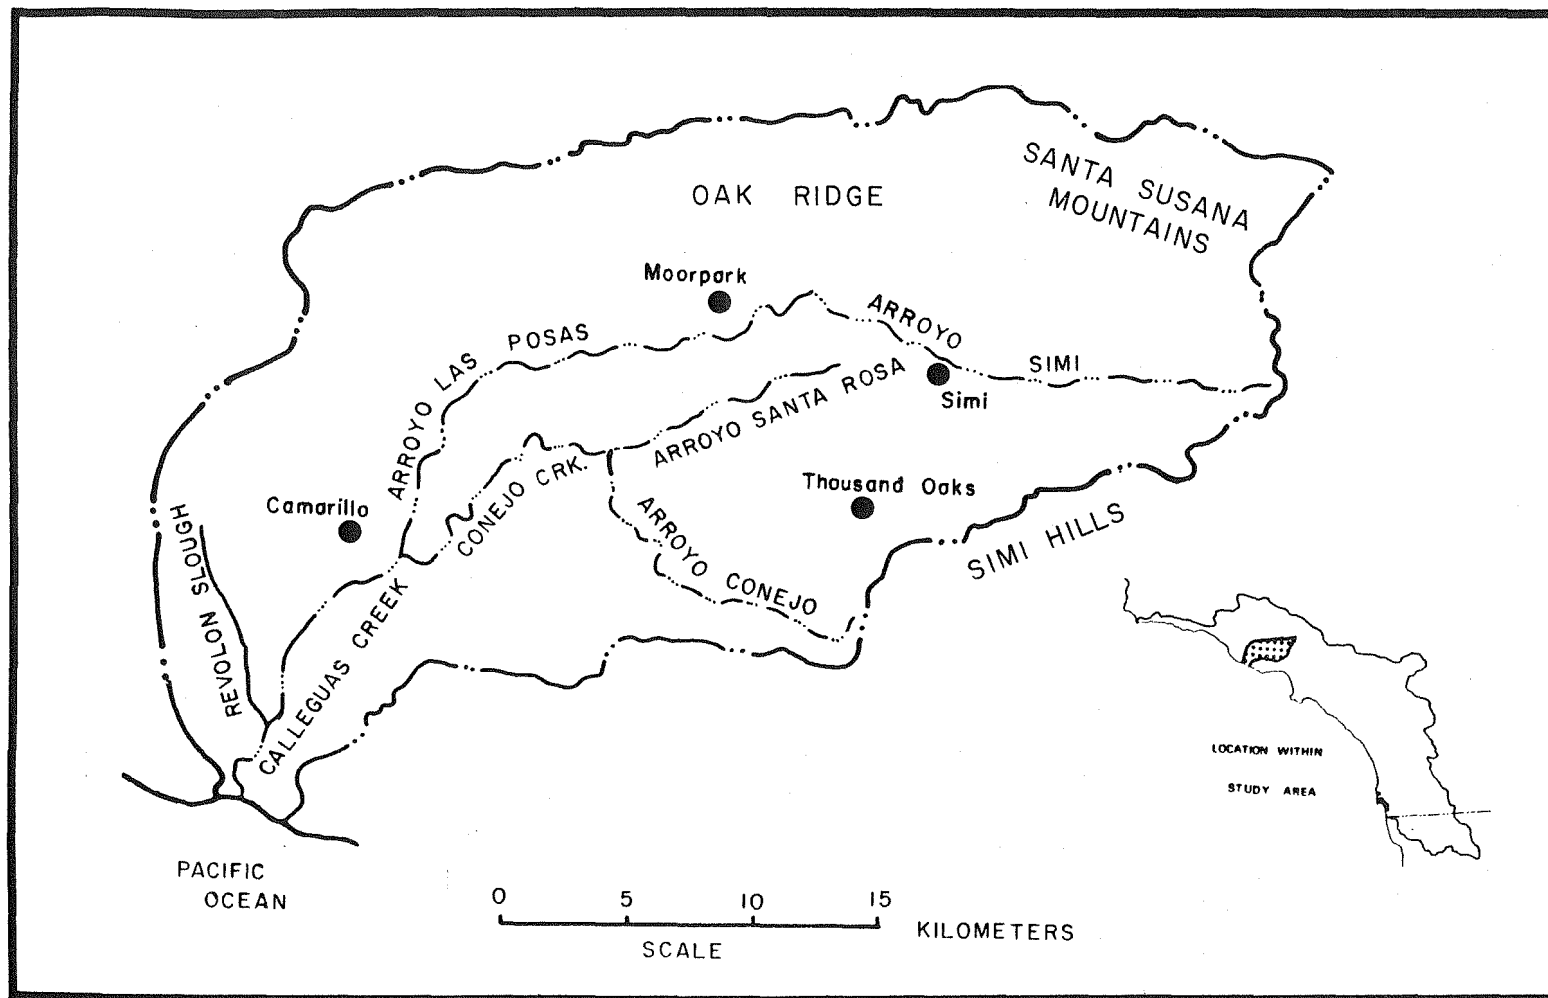 SANTA SUSANA
MOUNTAINS
OAK RIDGE
Moorpark
ARROYO SIMI
ARROYO LAS POSAS
ARROYO SANTA ROSA
Simi
CONEJO CRK.
Thousand Oaks
Camarillo
REVOLON SLOUGH
ARROYO CONEJO
SIMI HILLS
CALLEGUAS CREEK
LOCATION WITHIN
STUDY AREA
PACIFIC
OCEAN
0 5 10 15
KILOMETERS
SCALE